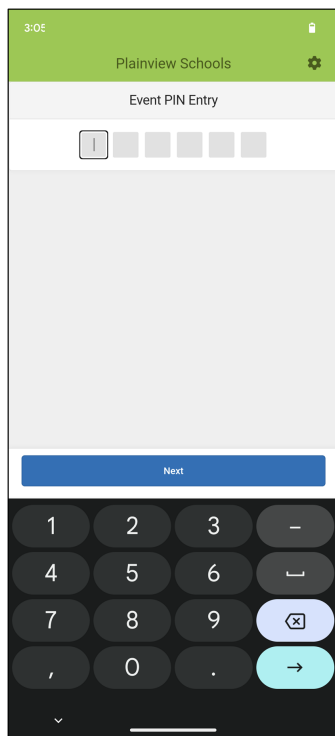 3:05
Plainview Schools
Event PIN Entry
Next
1 2 3 –
4 5 6
7 8 9
, 0 .